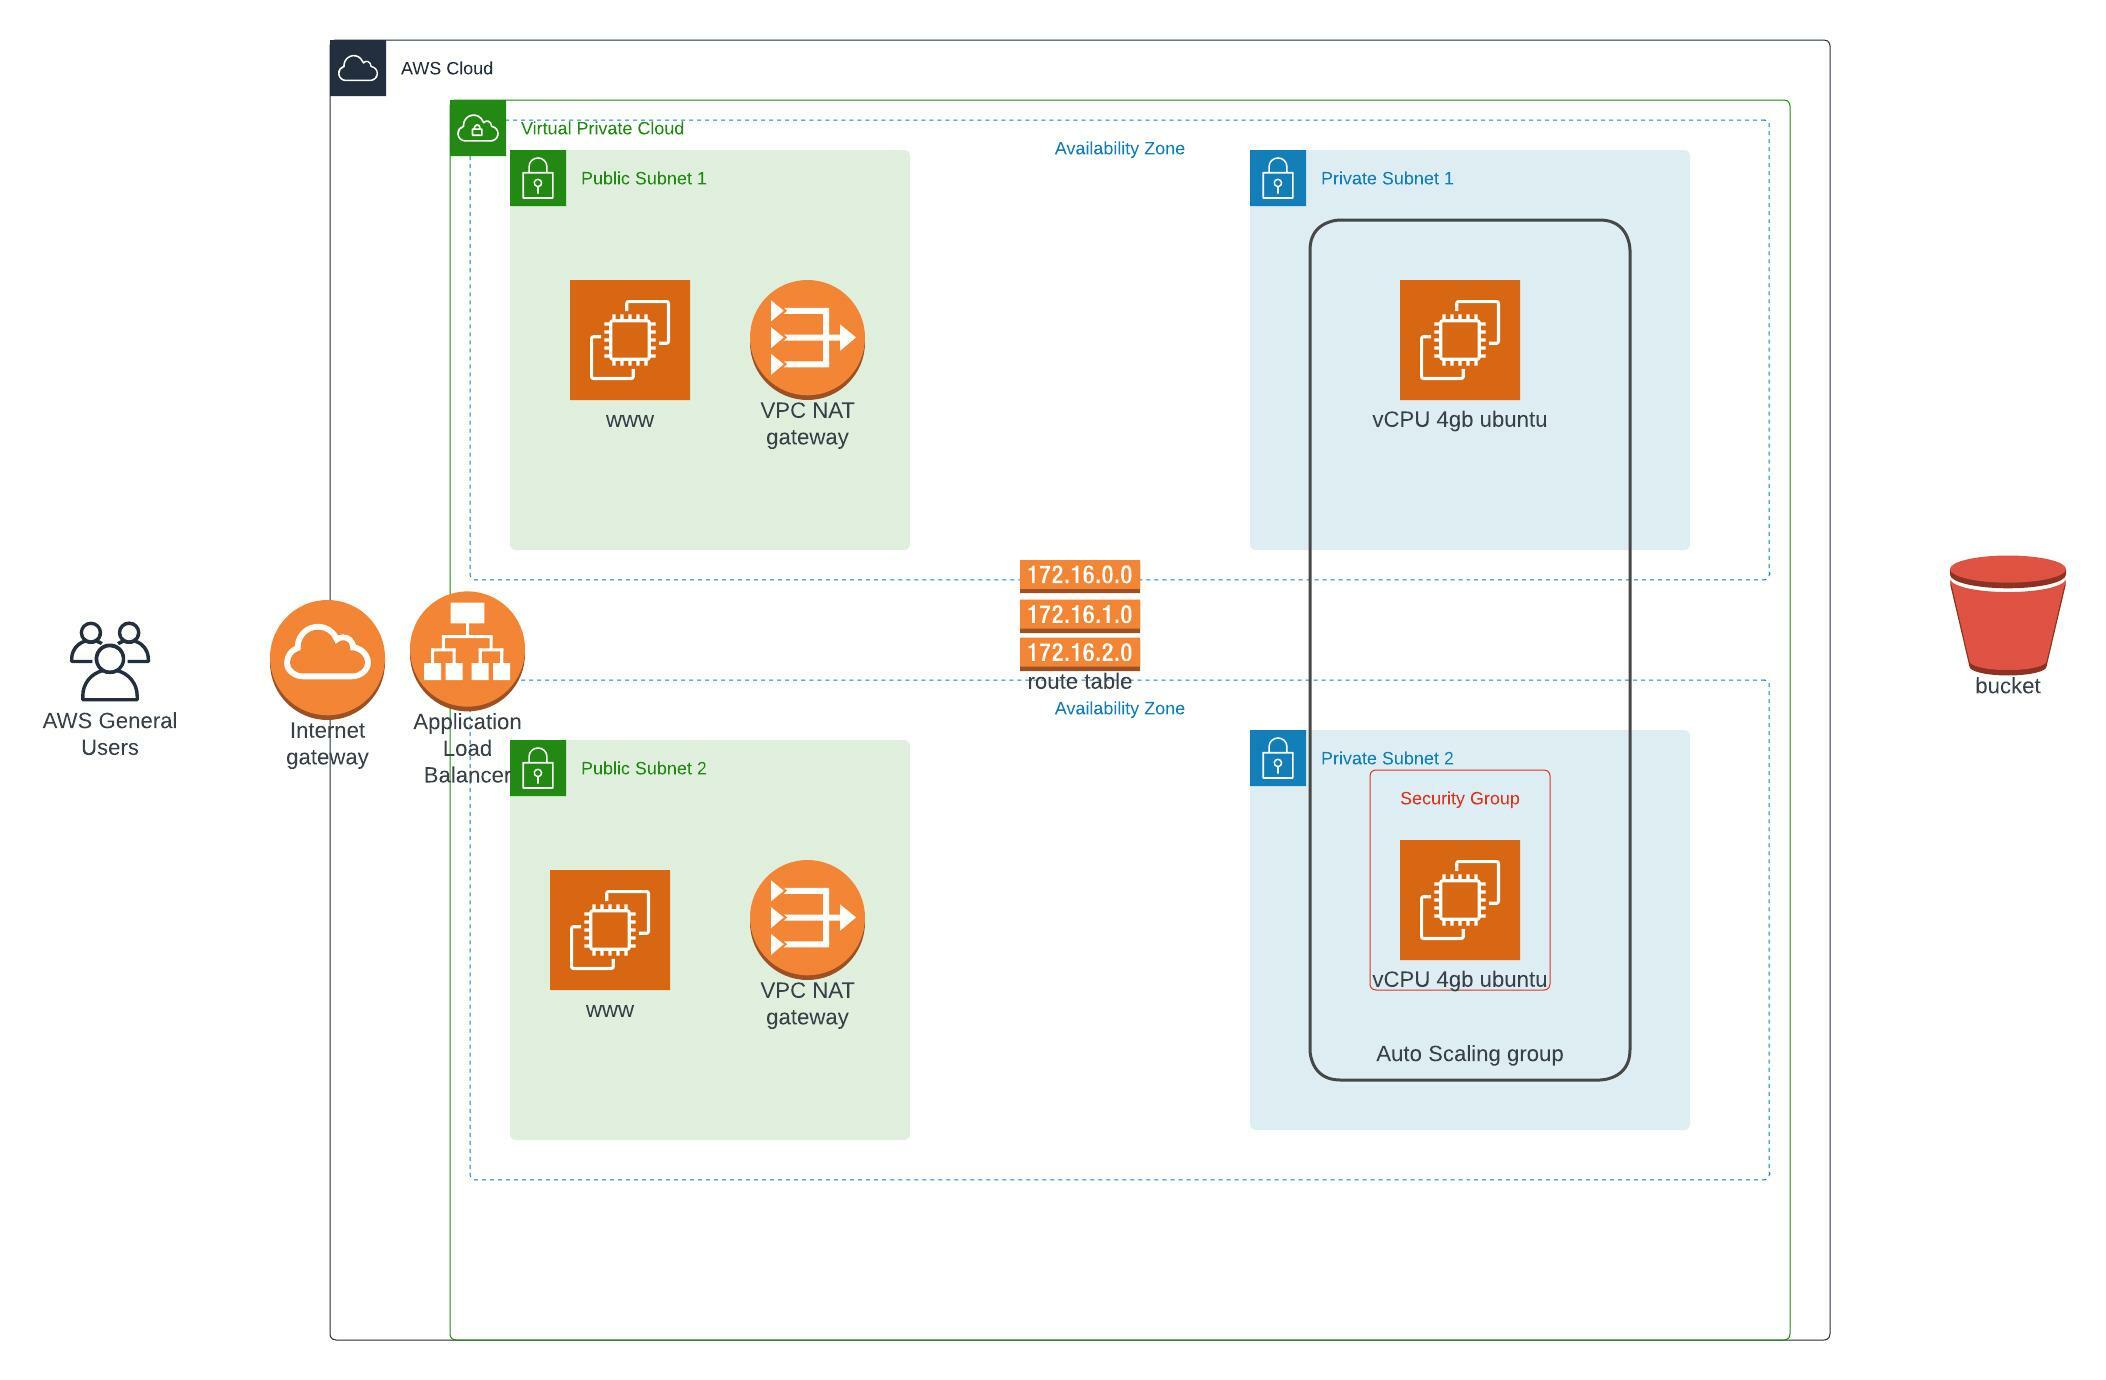 AWS Cloud
Virtual Private Cloud
Availability Zone
Public Subnet 1
Private Subnet 1
www
VPC NAT
gateway
vCPU 4gb ubuntu
172.16.0.0
172.16.1.0
172.16.2.0
route table
AWS General
Users
Internet
gateway
Application
Load
Balancer
bucket
Availability Zone
Public Subnet 2
Private Subnet 2
Security Group
www
VPC NAT
gateway
vCPU 4gb ubuntu
Auto Scaling group